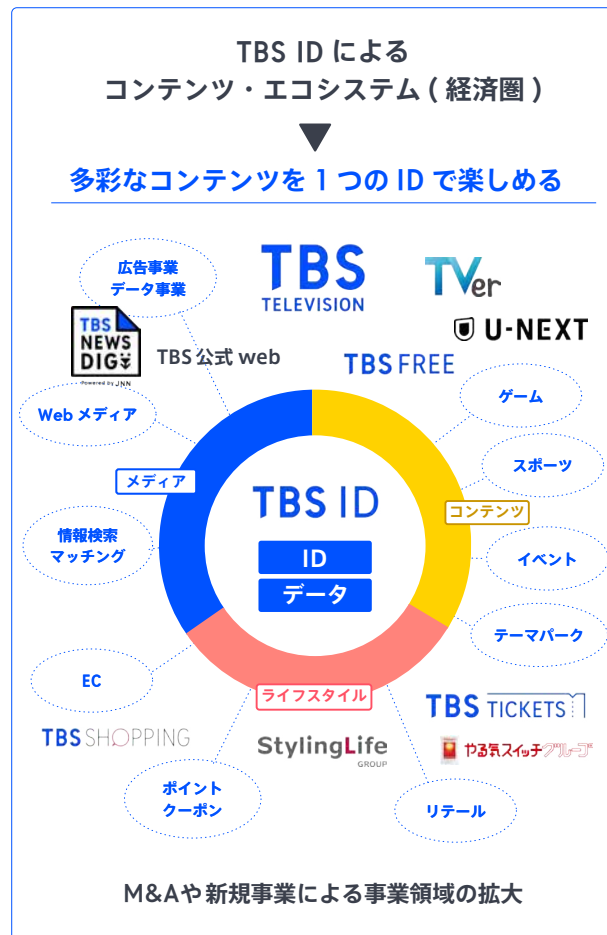 TBS ID による
コンテンツ・エコシステム ( 経済圏 )
多彩なコンテンツを 1 つの ID で楽しめる
広告事業
データ事業
TBS
TELEVISION
TVer
TBS
NEWS
DIG
Powered by JNN
TBS 公式 web
U-NEXT
TBS FREE
Web メディア
ゲーム
メディア
スポーツ
TBS ID
コンテンツ
情報検索
マッチング
ID
データ
イベント
テーマパーク
EC
ライフスタイル
TBS TICKETS
TBS SHOPPING
StylingLife
GROUP
やる気スイッチグループ
ポイント
クーポン
リテール
M&Aや新規事業による事業領域の拡大